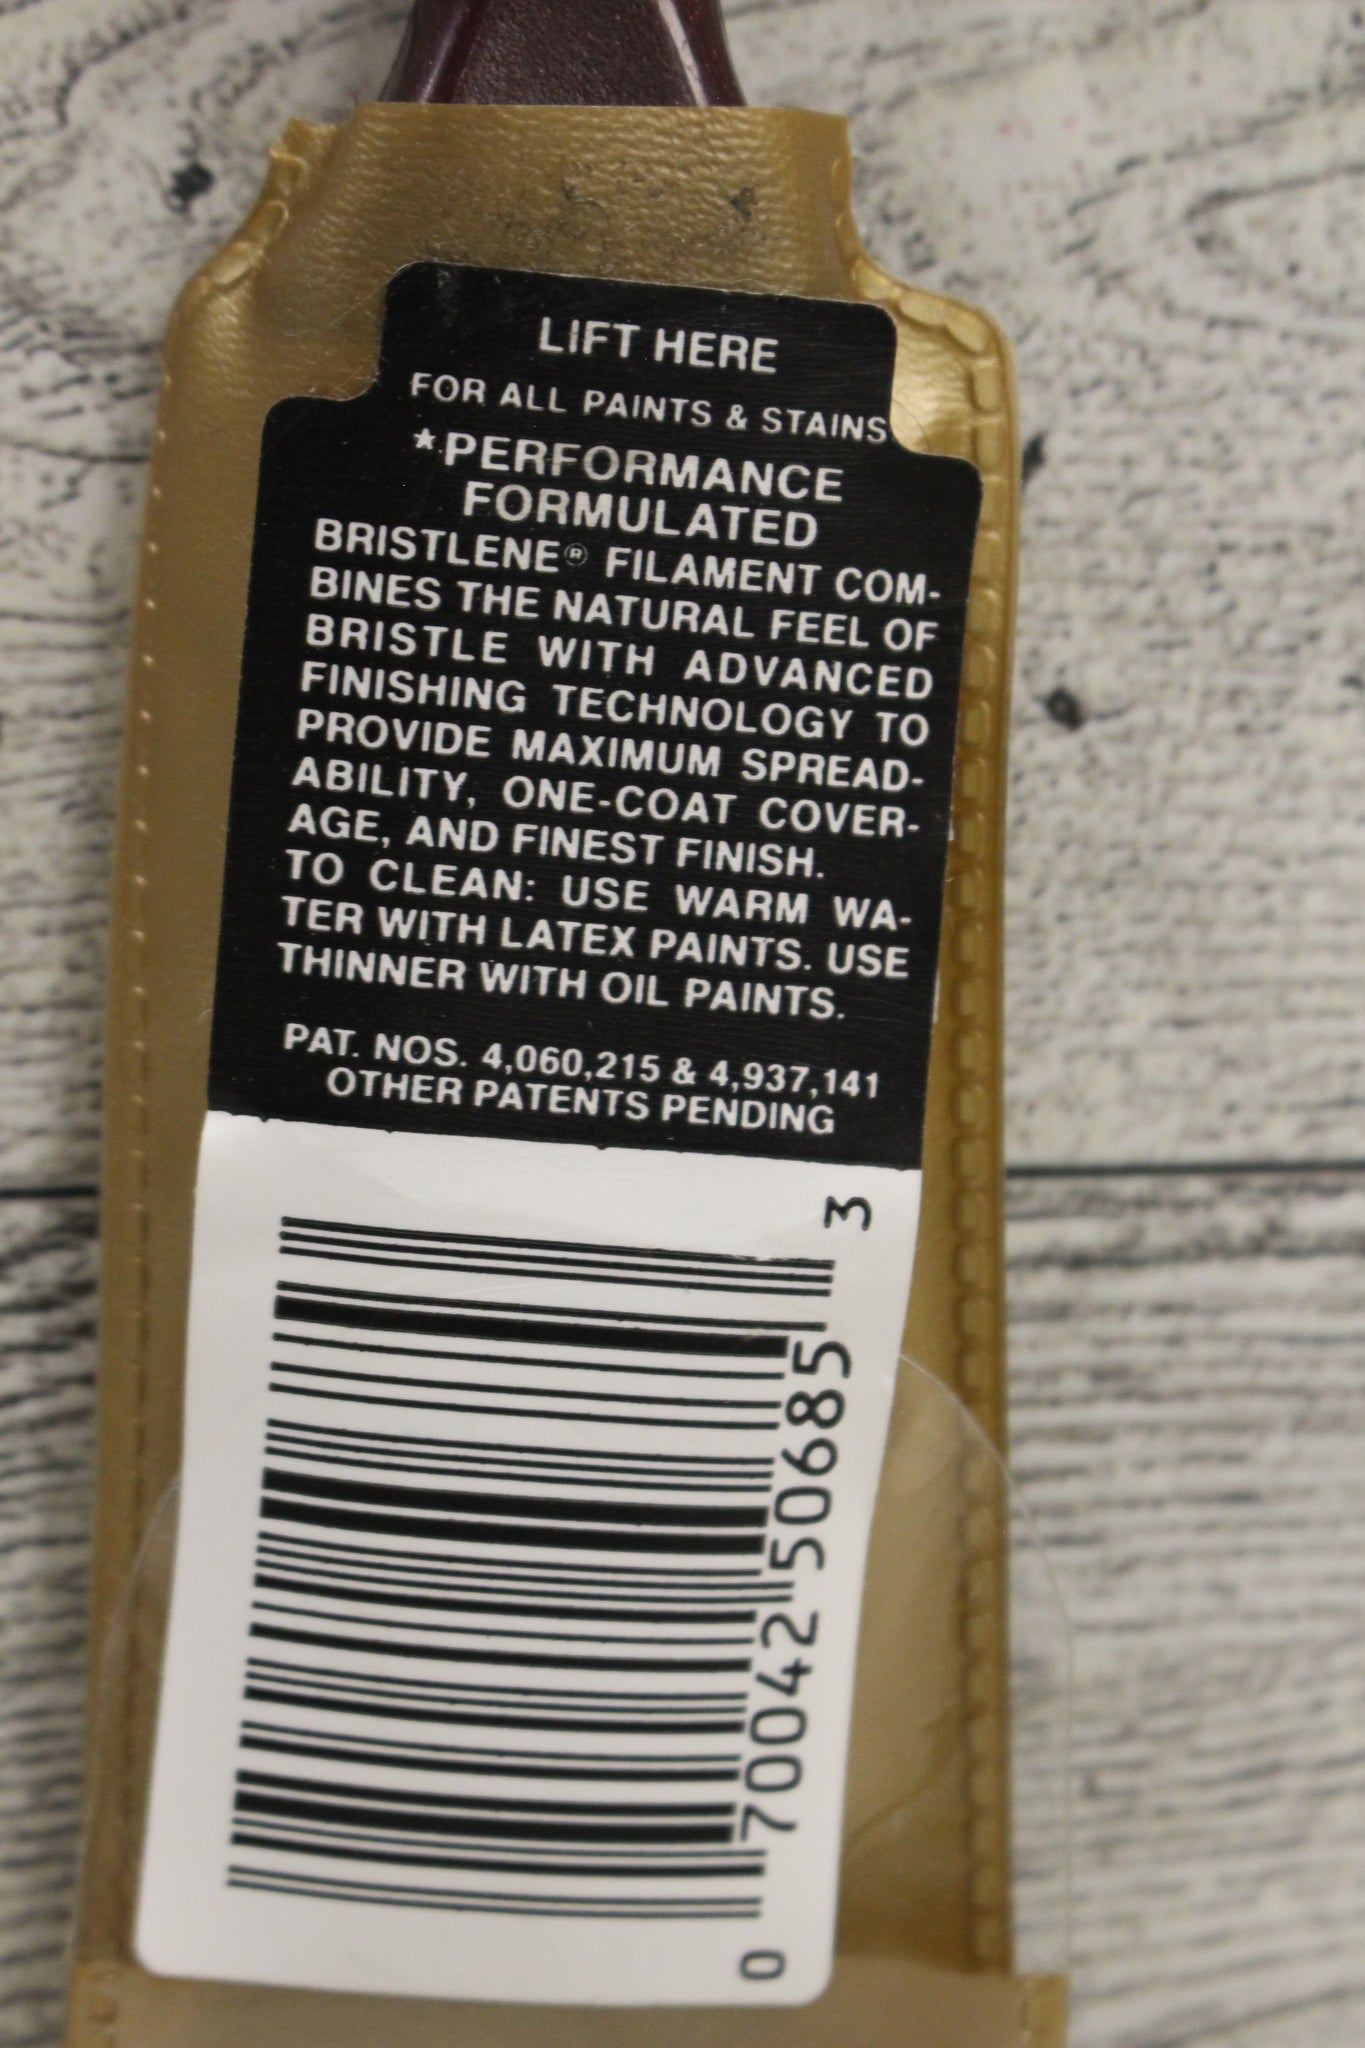 LIFT HERE
FOR ALL PAINTS & STAINS
*PERFORMANCE
FORMULATED
BRISTLENE® FILAMENT COM-
BINES THE NATURAL FEEL OF
BRISTLE WITH ADVANCED
FINISHING TECHNOLOGY TO
PROVIDE MAXIMUM SPREAD-
ABILITY, ONE-COAT COVER-
AGE, AND FINEST FINISH.
TO CLEAN: USE WARM WA-
TER WITH LATEX PAINTS. USE
THINNER WITH OIL PAINTS.
PAT. NOS. 4,060,215 & 4,937,141
OTHER PATENTS PENDING
0 70042 50685 3